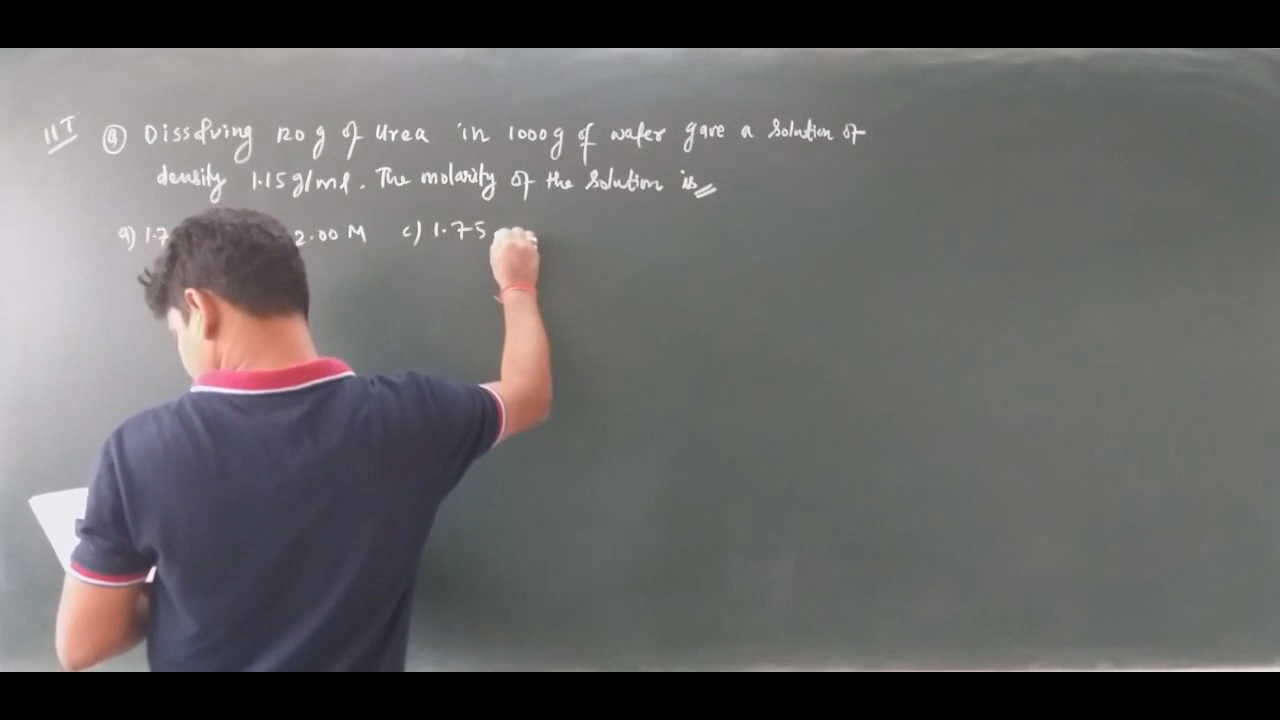 IIT Q Dissolving 120 g of Urea in 1000g of water gave a solution of
density 1.15 g/ml. The molarity of the solution is
a) 1.7 2.00 M c) 1.75